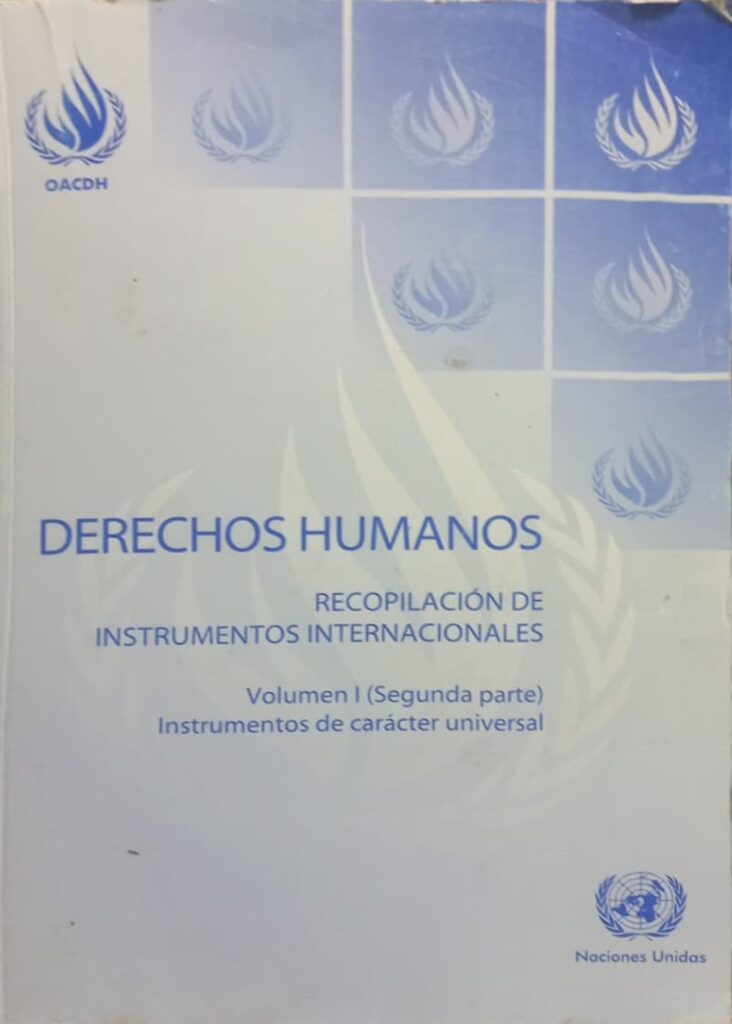 OACDH
DERECHOS HUMANOS
RECOPILACIÓN DE
INSTRUMENTOS INTERNACIONALES
Volumen I (Segunda parte)
Instrumentos de carácter universal
Naciones Unidas